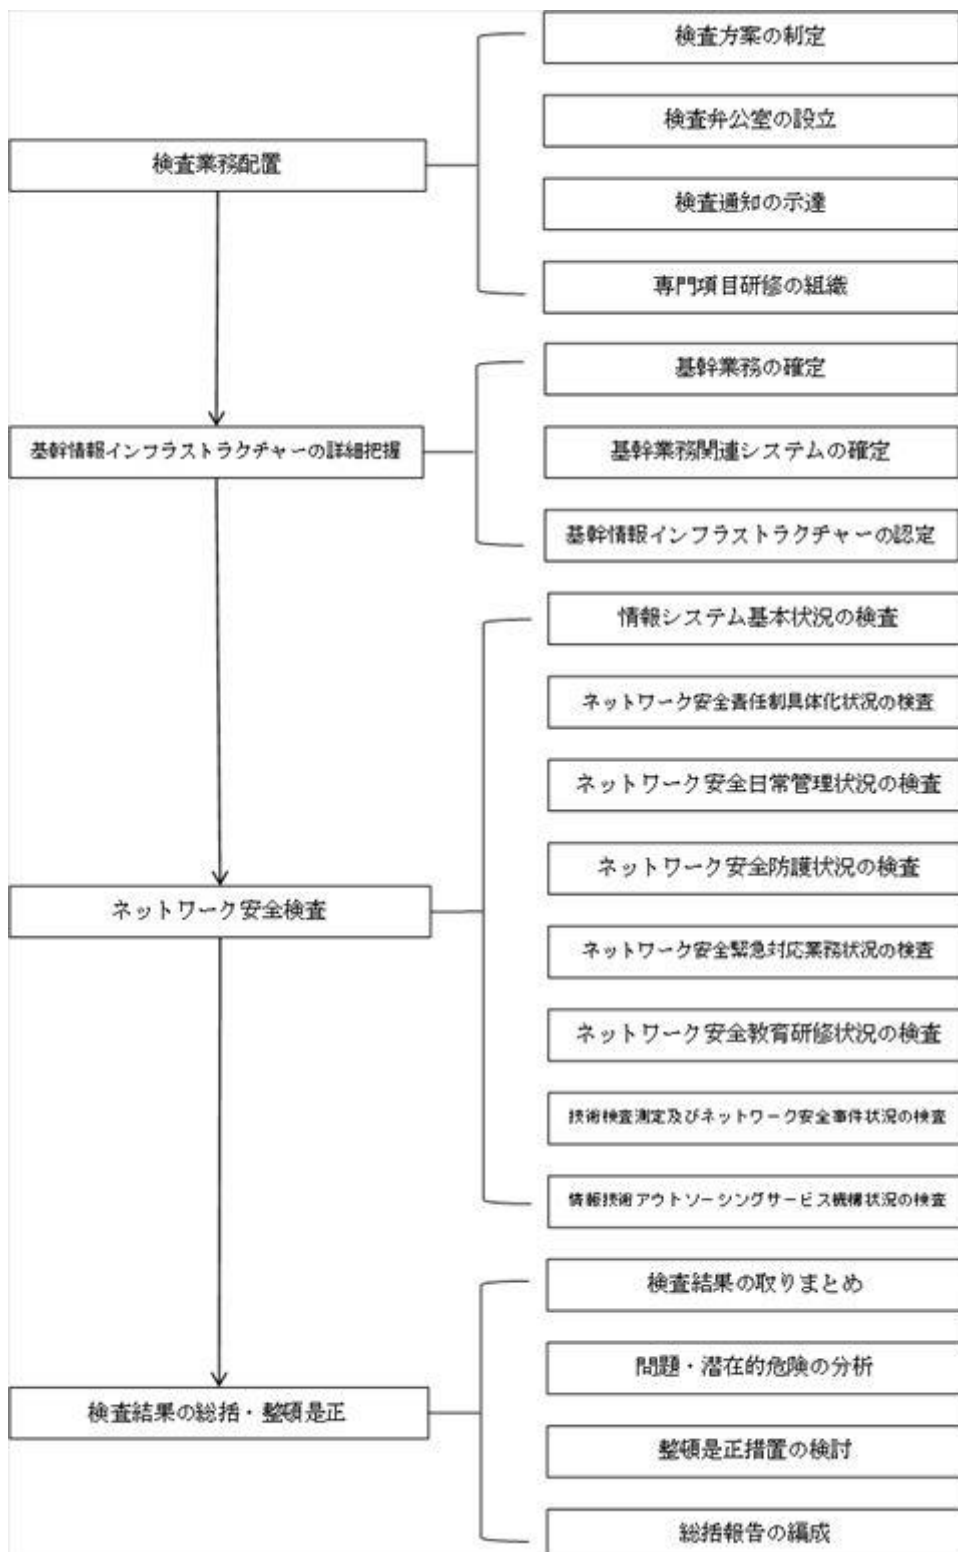 検査業務配置
検査方案の制定
検査弁公室の設立
検査通知の示達
専門項目研修の組織
基幹情報インフラストラクチャーの詳細把握
基幹業務の確定
基幹業務関連システムの確定
基幹情報インフラストラクチャーの認定
ネットワーク安全検査
情報システム基本状況の検査
ネットワーク安全責任制具体化状況の検査
ネットワーク安全日常管理状況の検査
ネットワーク安全防護状況の検査
ネットワーク安全緊急対応業務状況の検査
ネットワーク安全教育研修状況の検査
技術検査測定及びネットワーク安全事件状況の検査
情報技術アウトソーシングサービス機構状況の検査
検査結果の総括・整頓是正
検査結果の取りまとめ
問題・潜在的危険の分析
整頓是正措置の検討
総括報告の編成